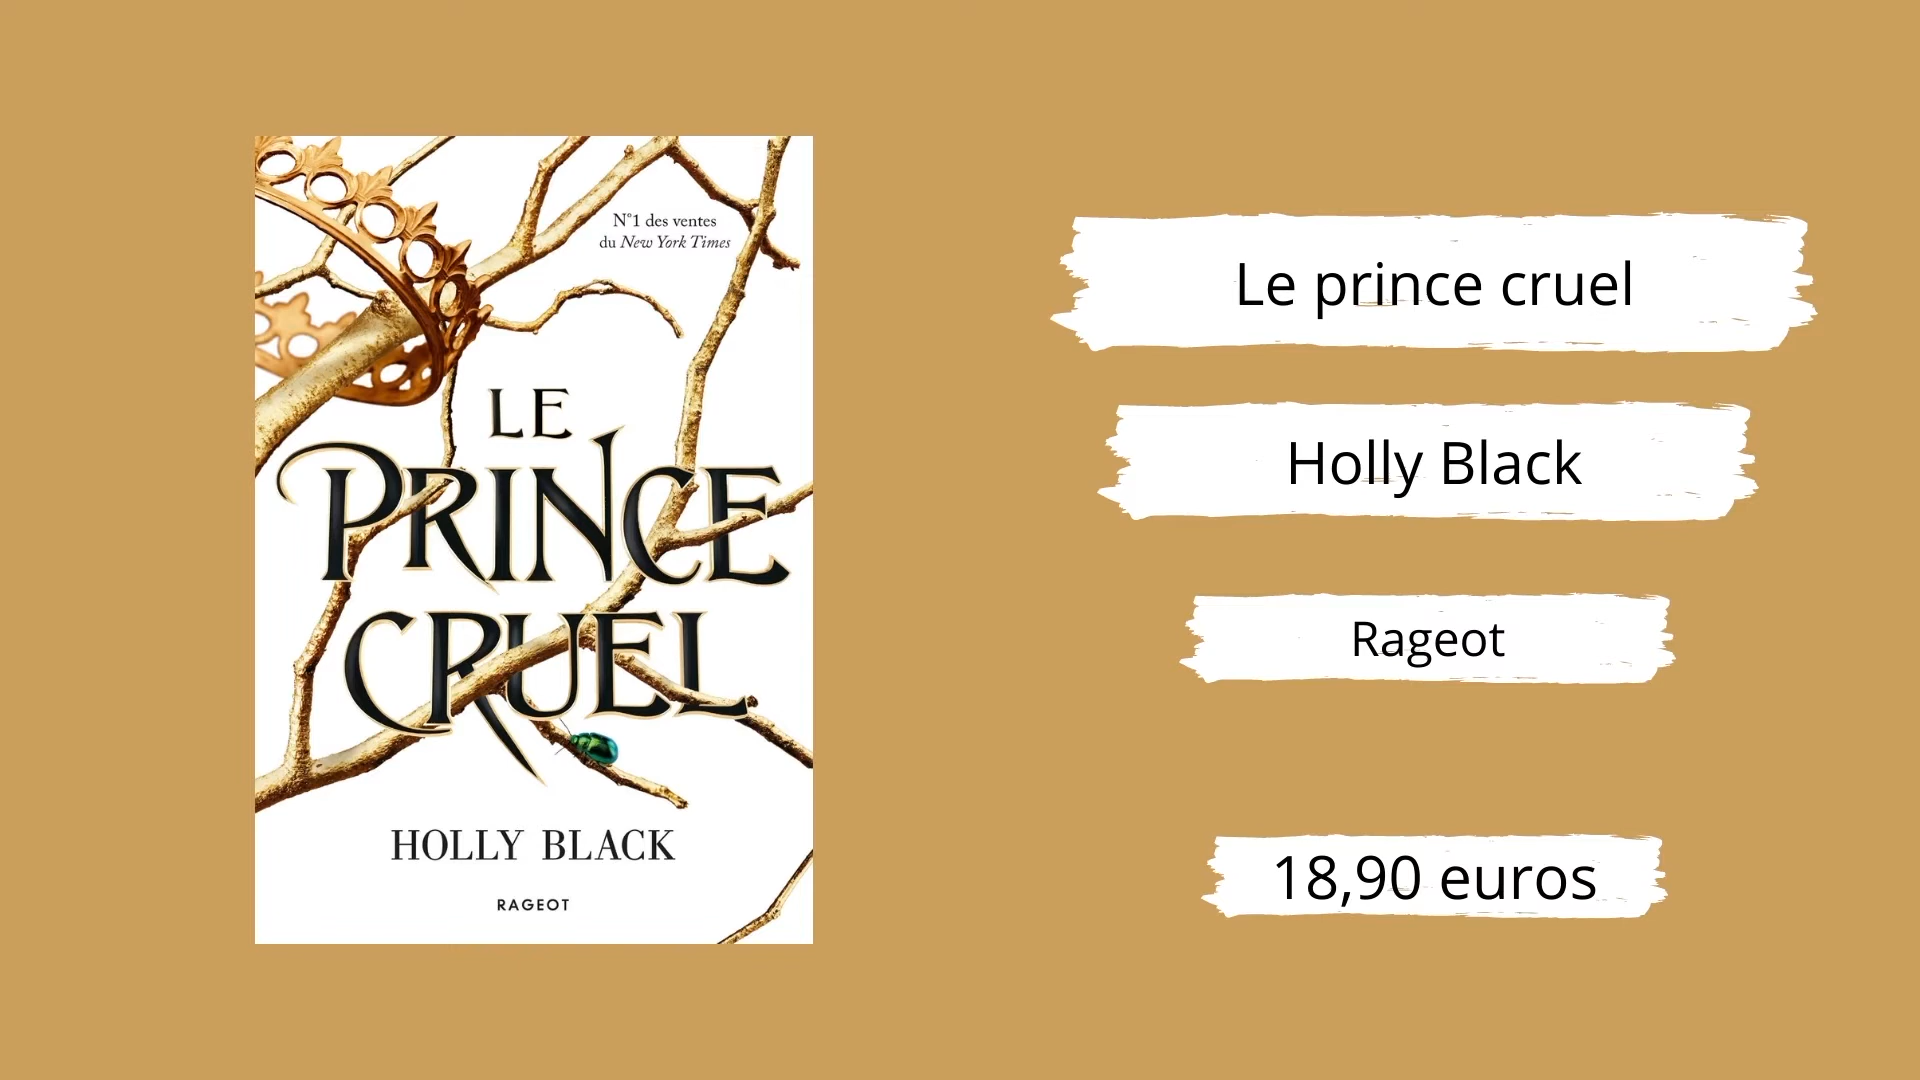 N°1 des ventes
du New York Times
LE
PRINCE
CRUEL
HOLLY BLACK
RAGEOT
Le prince cruel
Holly Black
Rageot
18,90 euros